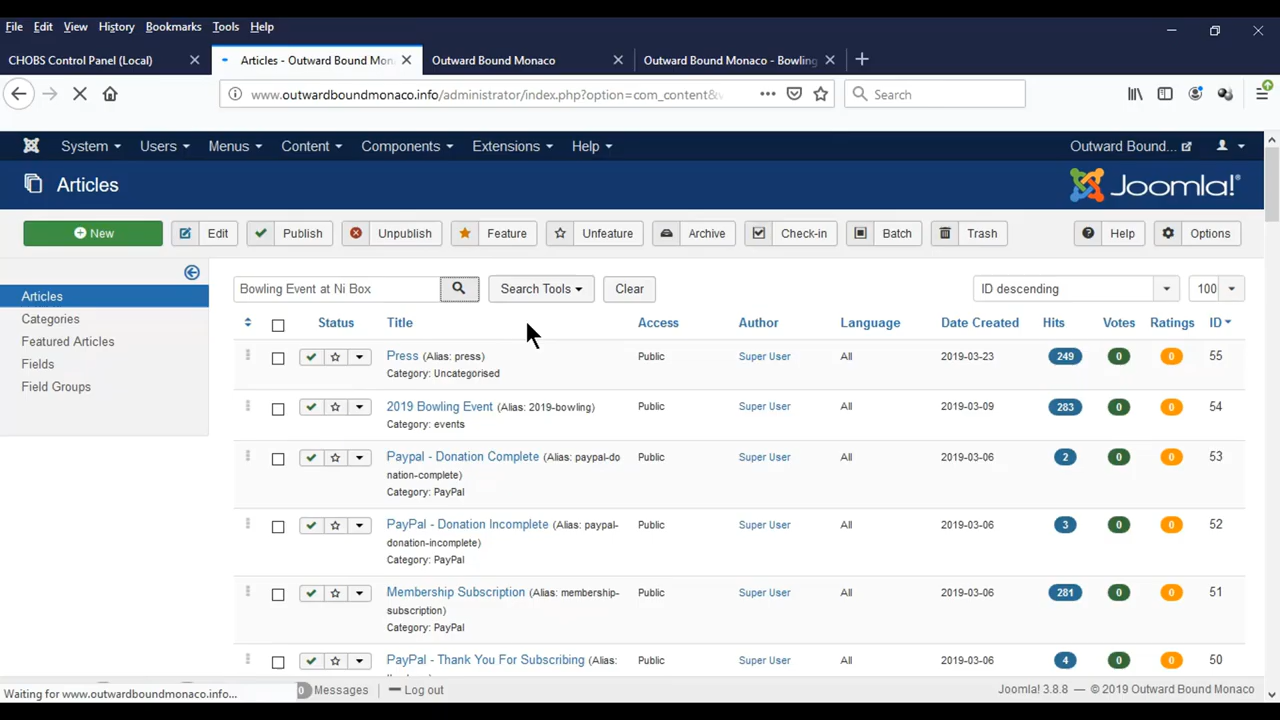 File Edit View History Bookmarks Tools Help
CHOBS Control Panel (Local) Articles - Outward Bound Mon Outward Bound Monaco Outward Bound Monaco - Bowling
www.outwardboundmonaco.info/administrator/index.php?option=com_content& Search
System Users Menus Content Components Extensions Help Outward Bound...
Articles Joomla!®
New Edit Publish Unpublish Feature Unfeature Archive Check-in Batch Trash Help Options
Articles
Categories
Featured Articles
Fields
Field Groups
Bowling Event at Ni Box Search Tools Clear ID descending 100
Status Title Access Author Language Date Created Hits Votes Ratings ID
Press (Alias: press) Public Super User All 2019-03-23 249 0 0 55
Category: Uncategorised
2019 Bowling Event (Alias: 2019-bowling) Public Super User All 2019-03-09 283 0 0 54
Category: events
Paypal - Donation Complete (Alias: paypal-do Public Super User All 2019-03-06 2 0 0 53
nation-complete)
Category: PayPal
PayPal - Donation Incomplete (Alias: paypal- Public Super User All 2019-03-06 3 0 0 52
donation-incomplete)
Category: PayPal
Membership Subscription (Alias: membership- Public Super User All 2019-03-06 281 0 0 51
subscription)
Category: PayPal
PayPal - Thank You For Subscribing (Alias: Public Super User All 2019-03-06 4 0 0 50
Waiting for www.outwardboundmonaco.info... 0 Messages Log out Joomla! 3.8.8 — © 2019 Outward Bound Monaco